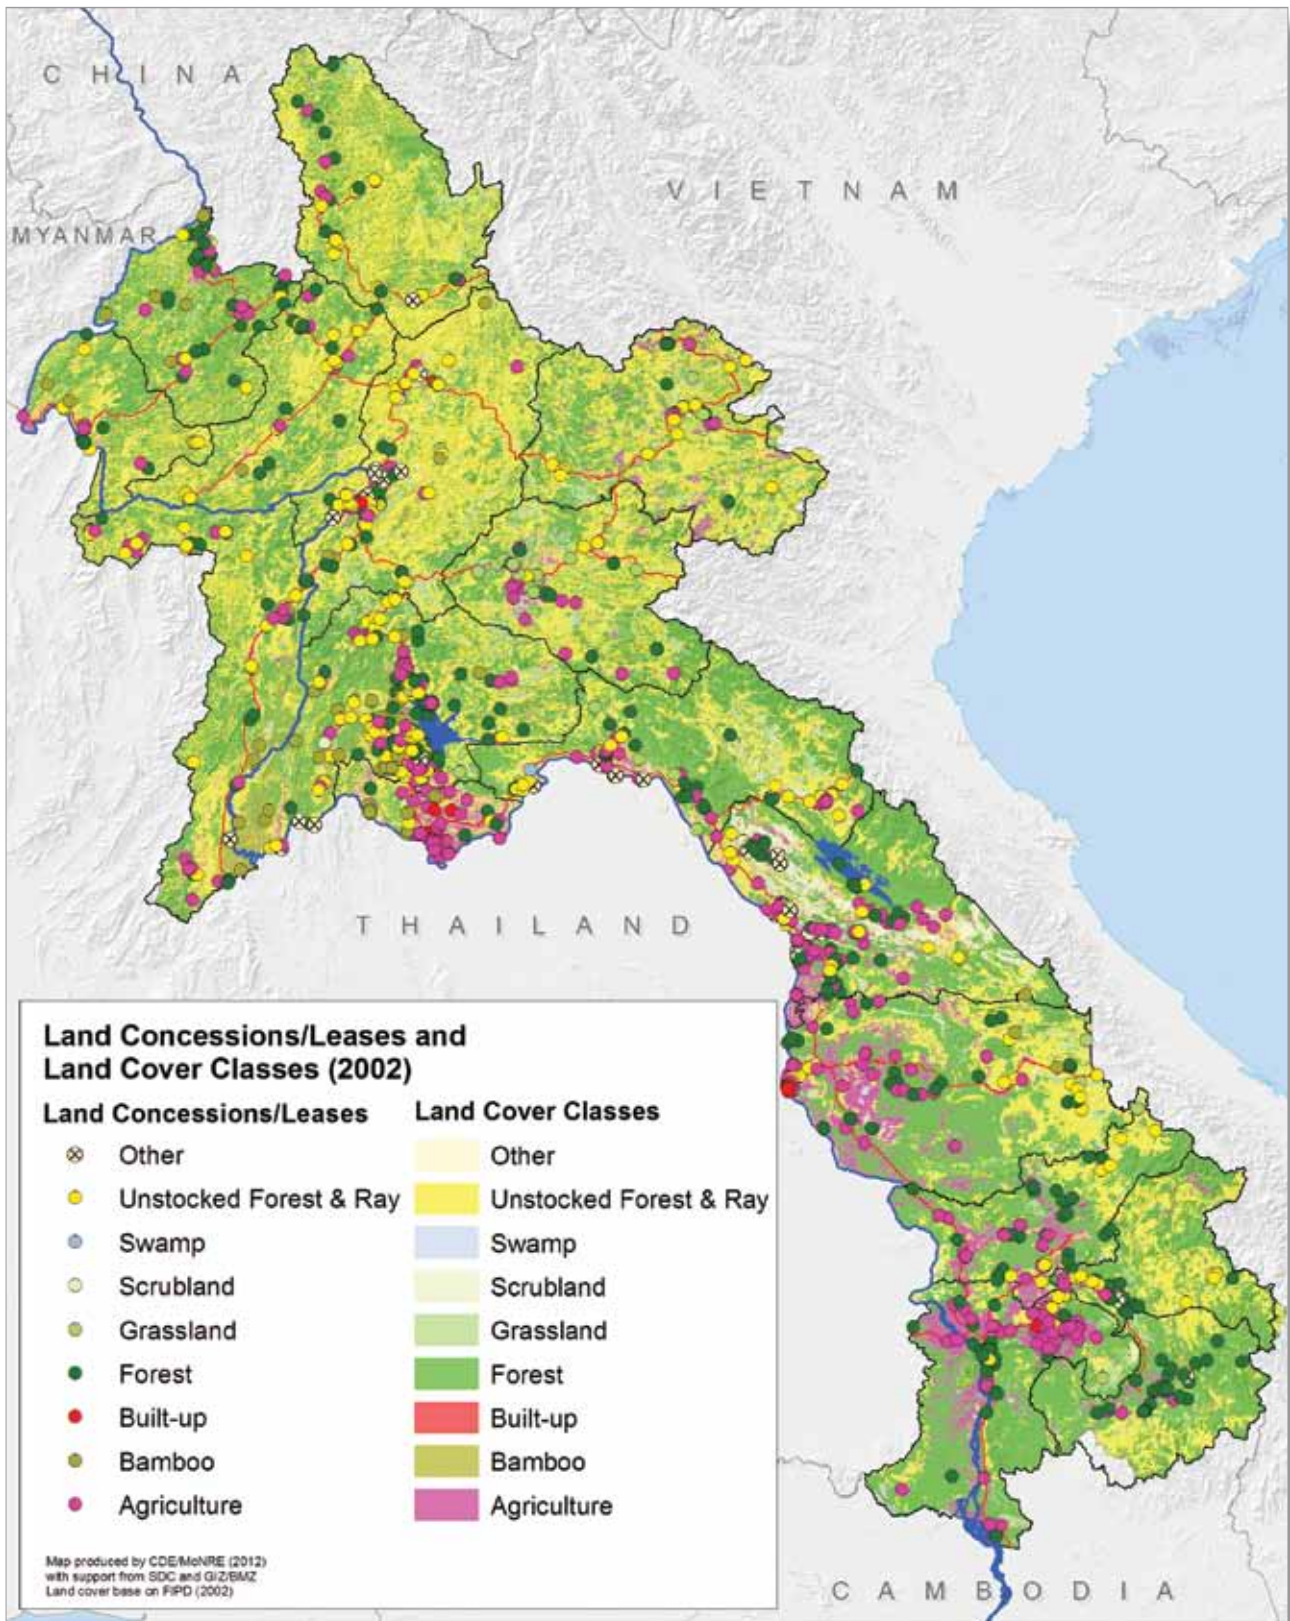 CHINA
VIETNAM
MYANMAR
THAILAND
Land Concessions/Leases and
Land Cover Classes (2002)
Land Concessions/Leases
Other
Unstocked Forest & Ray
Swamp
Scrubland
Grassland
Forest
Built-up
Bamboo
Agriculture
Land Cover Classes
Other
Unstocked Forest & Ray
Swamp
Scrubland
Grassland
Forest
Built-up
Bamboo
Agriculture
Map produced by CDE/MoNRE (2012)
with support from SDC and GIZ/BMZ
Land cover base on FIPD (2002)
CAMBODIA